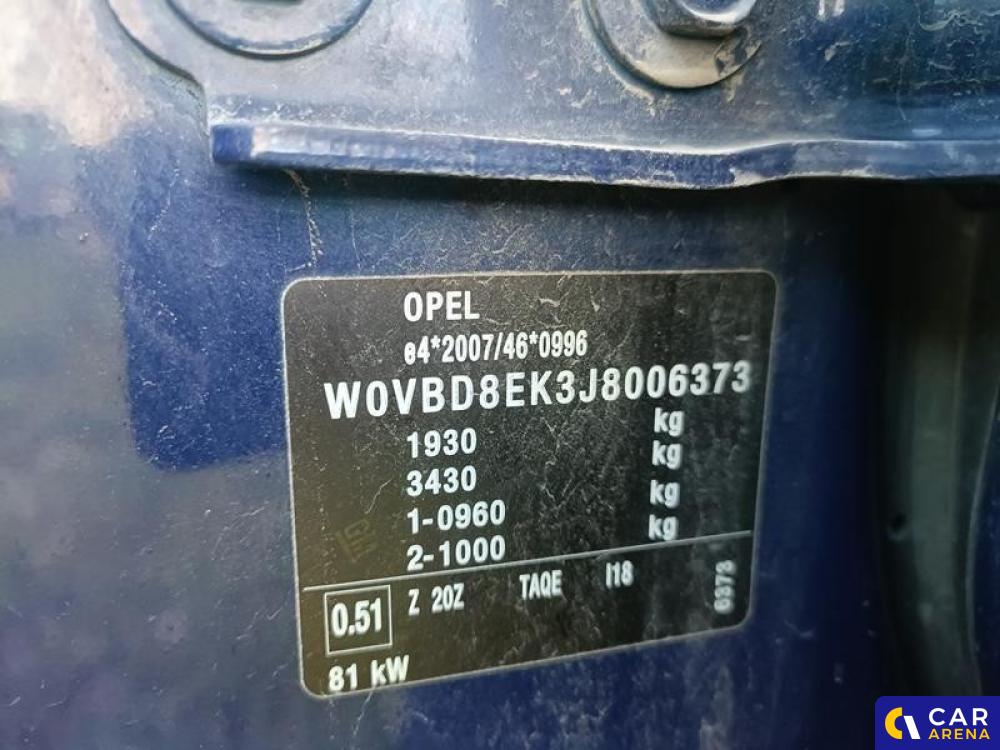 OPEL
e4*2007/46*0996
W0VBD8EK3J8006373
1930 kg
3430 kg
1-0960 kg
2-1000 kg
0.51 Z 20Z TAQE I18 6373
81 kW
CAR
ARENA